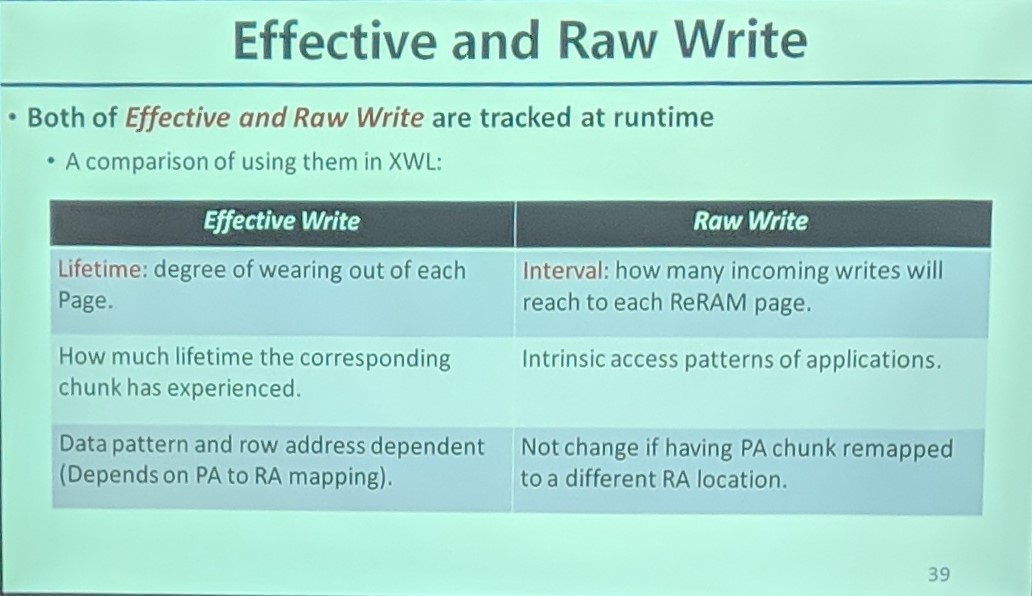 Effective and Raw Write
• Both of Effective and Raw Write are tracked at runtime
• A comparison of using them in XWL:
Effective Write
Raw Write
Lifetime: degree of wearing out of each
Page.
Interval: how many incoming writes will
reach to each ReRAM page.
How much lifetime the corresponding
chunk has experienced.
Intrinsic access patterns of applications.
Data pattern and row address dependent
(Depends on PA to RA mapping).
Not change if having PA chunk remapped
to a different RA location.
39